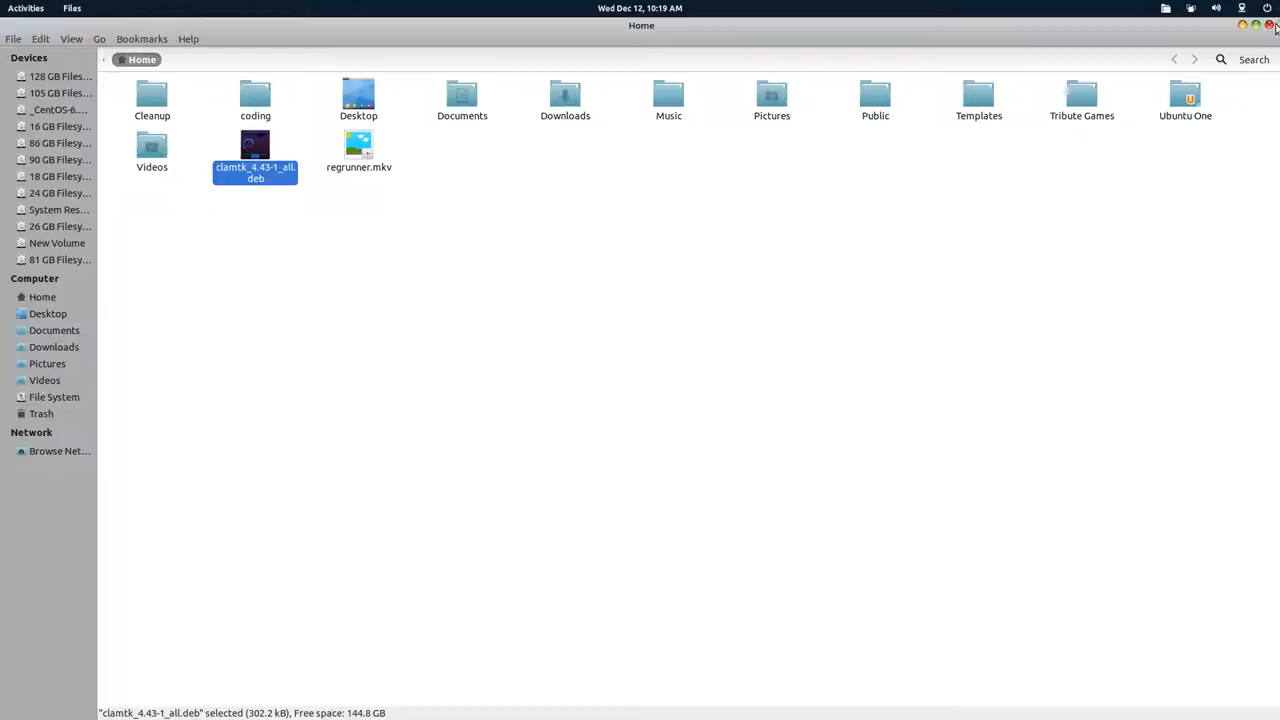 Activities Files Wed Dec 12, 10:19 AM
Home
File Edit View Go Bookmarks Help
Home Search
Devices
128 GB Files...
105 GB Files...
_CentOS-6....
16 GB Filesy...
86 GB Filesy...
90 GB Filesy...
18 GB Filesy...
24 GB Filesy...
System Res...
26 GB Filesy...
New Volume
81 GB Filesy...
Computer
Home
Desktop
Documents
Downloads
Pictures
Videos
File System
Trash
Network
Browse Net...
Cleanup coding Desktop Documents Downloads Music Pictures Public Templates Tribute Games Ubuntu One
Videos clamtk_4.43-1_all. regrunner.mkv
deb
"clamtk_4.43-1_all.deb" selected (302.2 kB), Free space: 144.8 GB